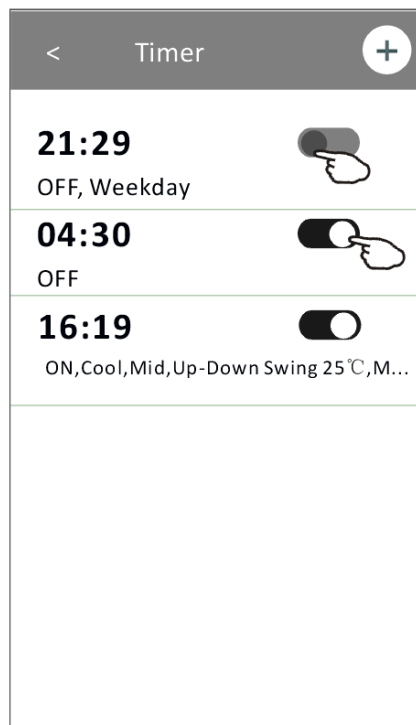 < Timer +
21:29
OFF, Weekday
04:30
OFF
16:19
ON,Cool,Mid,Up-Down Swing 25℃,M...